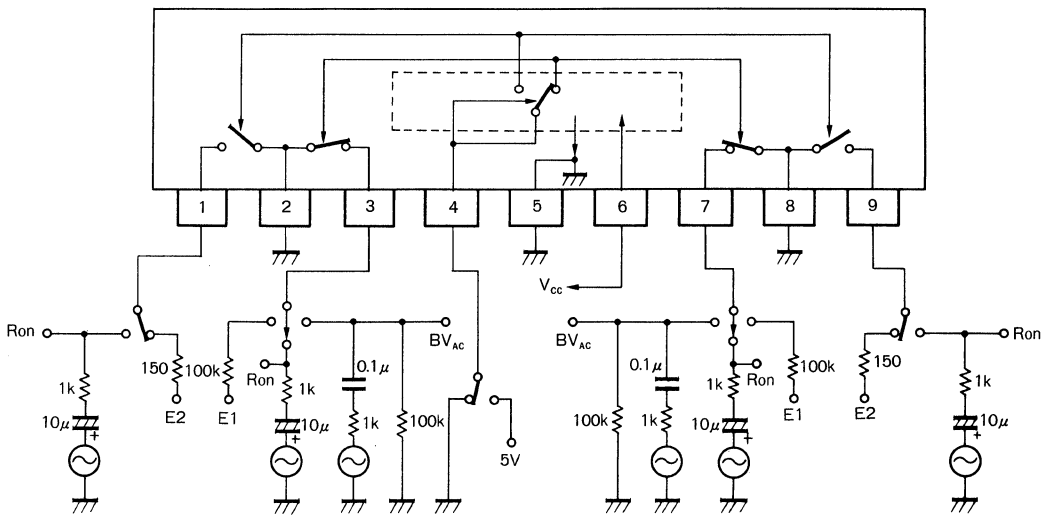 1 2 3 4 5 6 7 8 9
VCC
Ron BVAC BVAC Ron
150 100k 0.1μ 0.1μ 100k 150
Ron Ron
1k 1k 1k 1k
E2 E1 E1 E2
10μ 10μ 1k 100k 100k 1k 10μ 10μ
+ + + +
5V